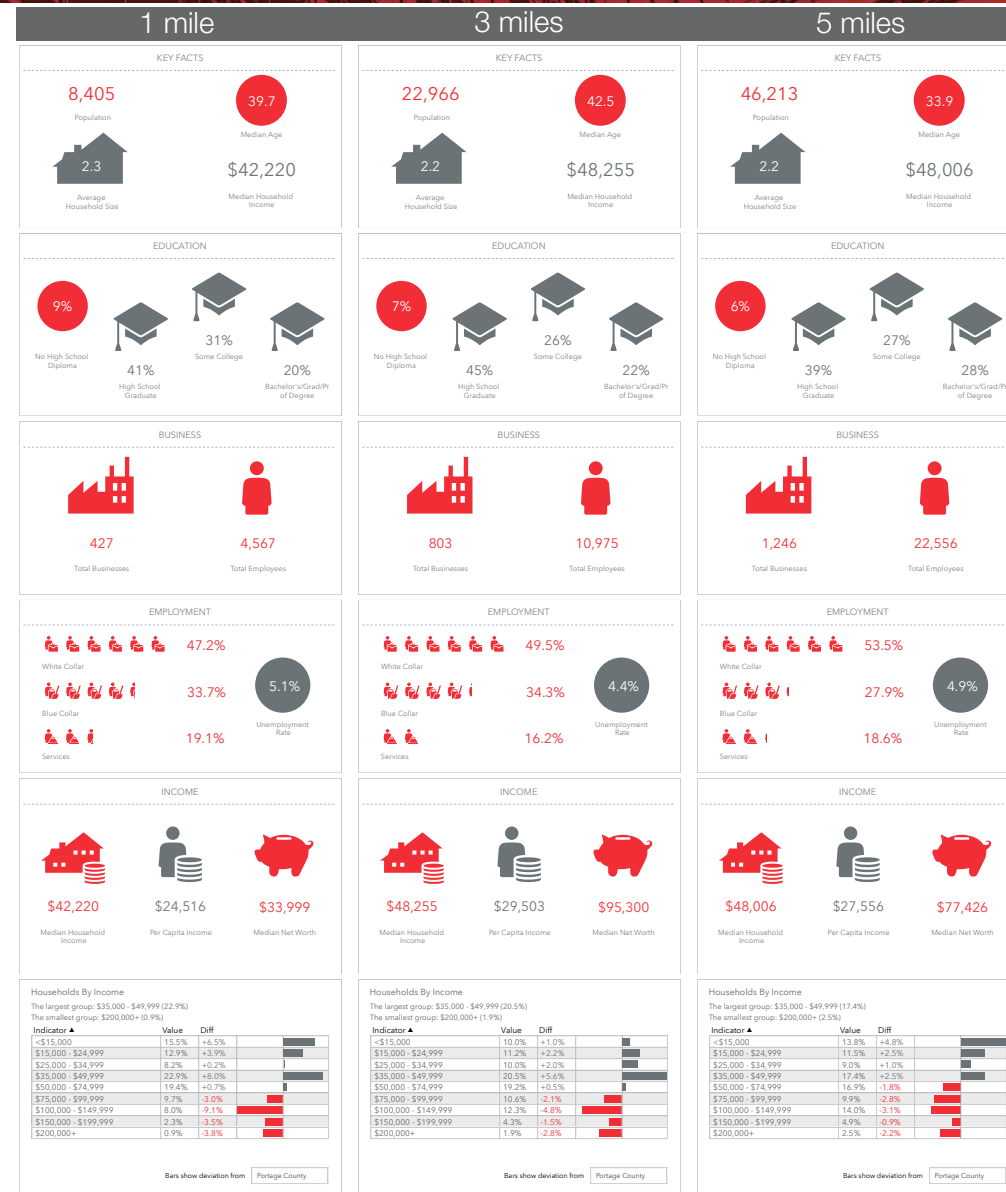 1 mile
KEY FACTS
8,405
Population
39.7
Median Age
2.3
Average
Household Size
$42,220
Median Household
Income
EDUCATION
9%
No High School
Diploma
41%
High School
Graduate
31%
Some College
20%
Bachelor's/Grad/Pr
of Degree
BUSINESS
427
Total Businesses
4,567
Total Employees
EMPLOYMENT
47.2%
White Collar
33.7%
Blue Collar
19.1%
Services
5.1%
Unemployment
Rate
INCOME
$42,220
Median Household
Income
$24,516
Per Capita Income
$33,999
Median Net Worth
Households By Income
The largest group: $35,000 - $49,999 (22.9%)
The smallest group: $200,000+ (0.9%)
Indicator ▲ Value Diff
<$15,000 15.5% +6.5%
$15,000 - $24,999 12.9% +3.9%
$25,000 - $34,999 8.2% +0.2%
$35,000 - $49,999 22.9% +8.0%
$50,000 - $74,999 19.4% +0.7%
$75,000 - $99,999 9.7% -3.0%
$100,000 - $149,999 8.0% -9.1%
$150,000 - $199,999 2.3% -3.5%
$200,000+ 0.9% -3.8%
Bars show deviation from Portage County
3 miles
KEY FACTS
22,966
Population
42.5
Median Age
2.2
Average
Household Size
$48,255
Median Household
Income
EDUCATION
7%
No High School
Diploma
45%
High School
Graduate
26%
Some College
22%
Bachelor's/Grad/Pr
of Degree
BUSINESS
803
Total Businesses
10,975
Total Employees
EMPLOYMENT
49.5%
White Collar
34.3%
Blue Collar
16.2%
Services
4.4%
Unemployment
Rate
INCOME
$48,255
Median Household
Income
$29,503
Per Capita Income
$95,300
Median Net Worth
Households By Income
The largest group: $35,000 - $49,999 (20.5%)
The smallest group: $200,000+ (1.9%)
Indicator ▲ Value Diff
<$15,000 10.0% +1.0%
$15,000 - $24,999 11.2% +2.2%
$25,000 - $34,999 10.0% +2.0%
$35,000 - $49,999 20.5% +5.6%
$50,000 - $74,999 19.2% +0.5%
$75,000 - $99,999 10.6% -2.1%
$100,000 - $149,999 12.3% -4.8%
$150,000 - $199,999 4.3% -1.5%
$200,000+ 1.9% -2.8%
Bars show deviation from Portage County
5 miles
KEY FACTS
46,213
Population
33.9
Median Age
2.2
Average
Household Size
$48,006
Median Household
Income
EDUCATION
6%
No High School
Diploma
39%
High School
Graduate
27%
Some College
28%
Bachelor's/Grad/Pr
of Degree
BUSINESS
1,246
Total Businesses
22,556
Total Employees
EMPLOYMENT
53.5%
White Collar
27.9%
Blue Collar
18.6%
Services
4.9%
Unemployment
Rate
INCOME
$48,006
Median Household
Income
$27,556
Per Capita Income
$77,426
Median Net Worth
Households By Income
The largest group: $35,000 - $49,999 (17.4%)
The smallest group: $200,000+ (2.5%)
Indicator ▲ Value Diff
<$15,000 13.8% +4.8%
$15,000 - $24,999 11.5% +2.5%
$25,000 - $34,999 9.0% +1.0%
$35,000 - $49,999 17.4% +2.5%
$50,000 - $74,999 16.9% -1.8%
$75,000 - $99,999 9.9% -2.8%
$100,000 - $149,999 14.0% -3.1%
$150,000 - $199,999 4.9% -0.9%
$200,000+ 2.5% -2.2%
Bars show deviation from Portage County